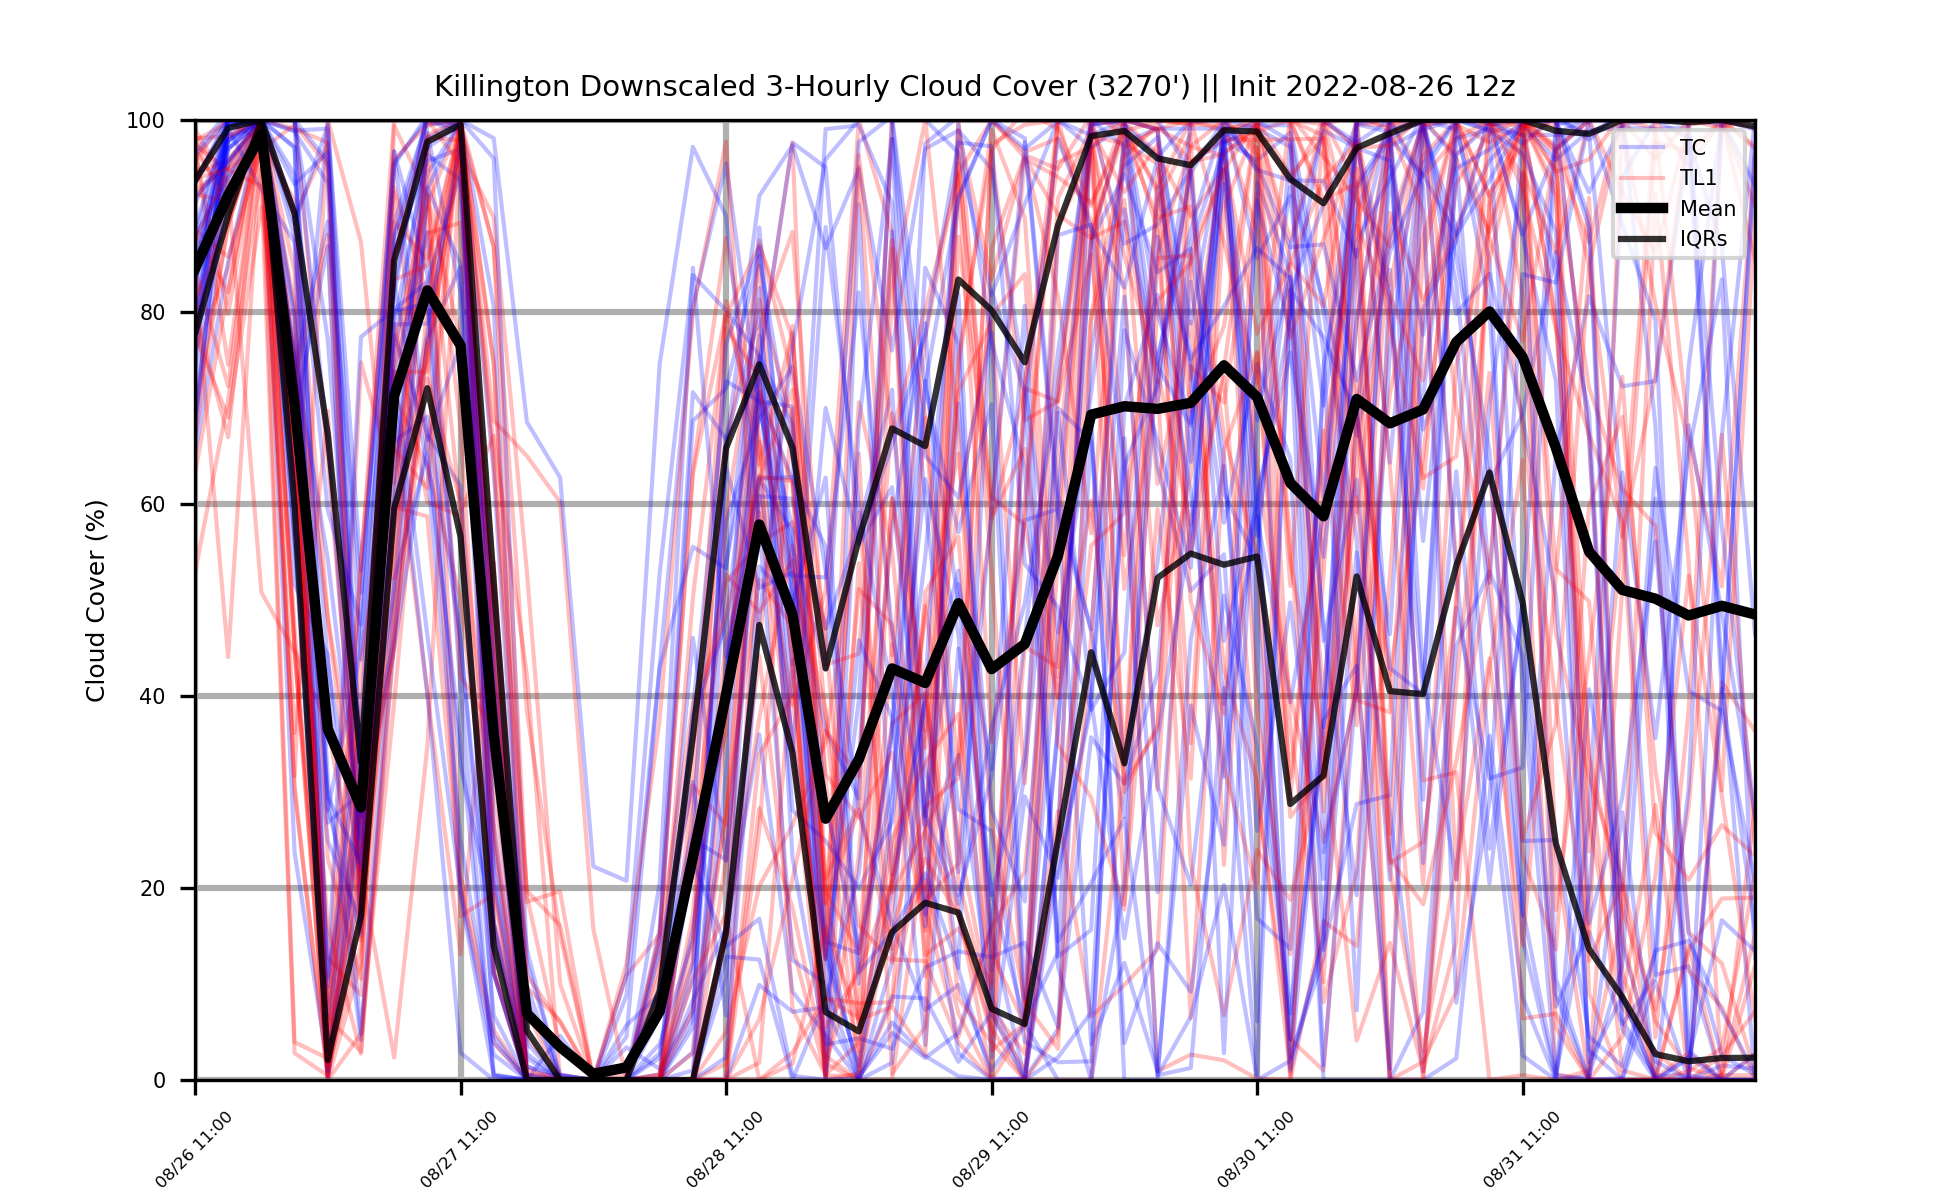 Killington Downscaled 3-Hourly Cloud Cover (3270') || Init 2022-08-26 12z
Cloud Cover (%)
100
80
60
40
20
0
TC
TL1
Mean
IQRs
08/26 11:00
08/27 11:00
08/28 11:00
08/29 11:00
08/30 11:00
08/31 11:00